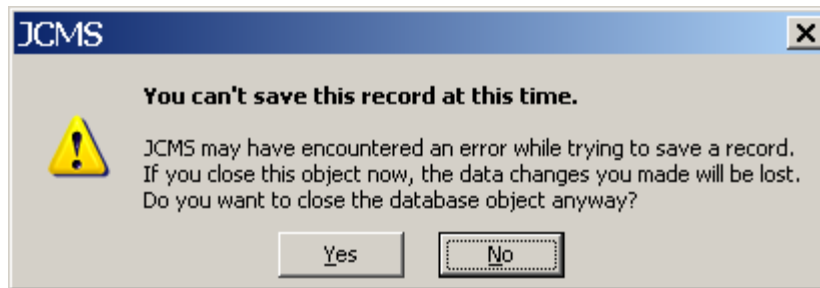 JCMS
You can't save this record at this time.
JCMS may have encountered an error while trying to save a record.
If you close this object now, the data changes you made will be lost.
Do you want to close the database object anyway?
Yes
No